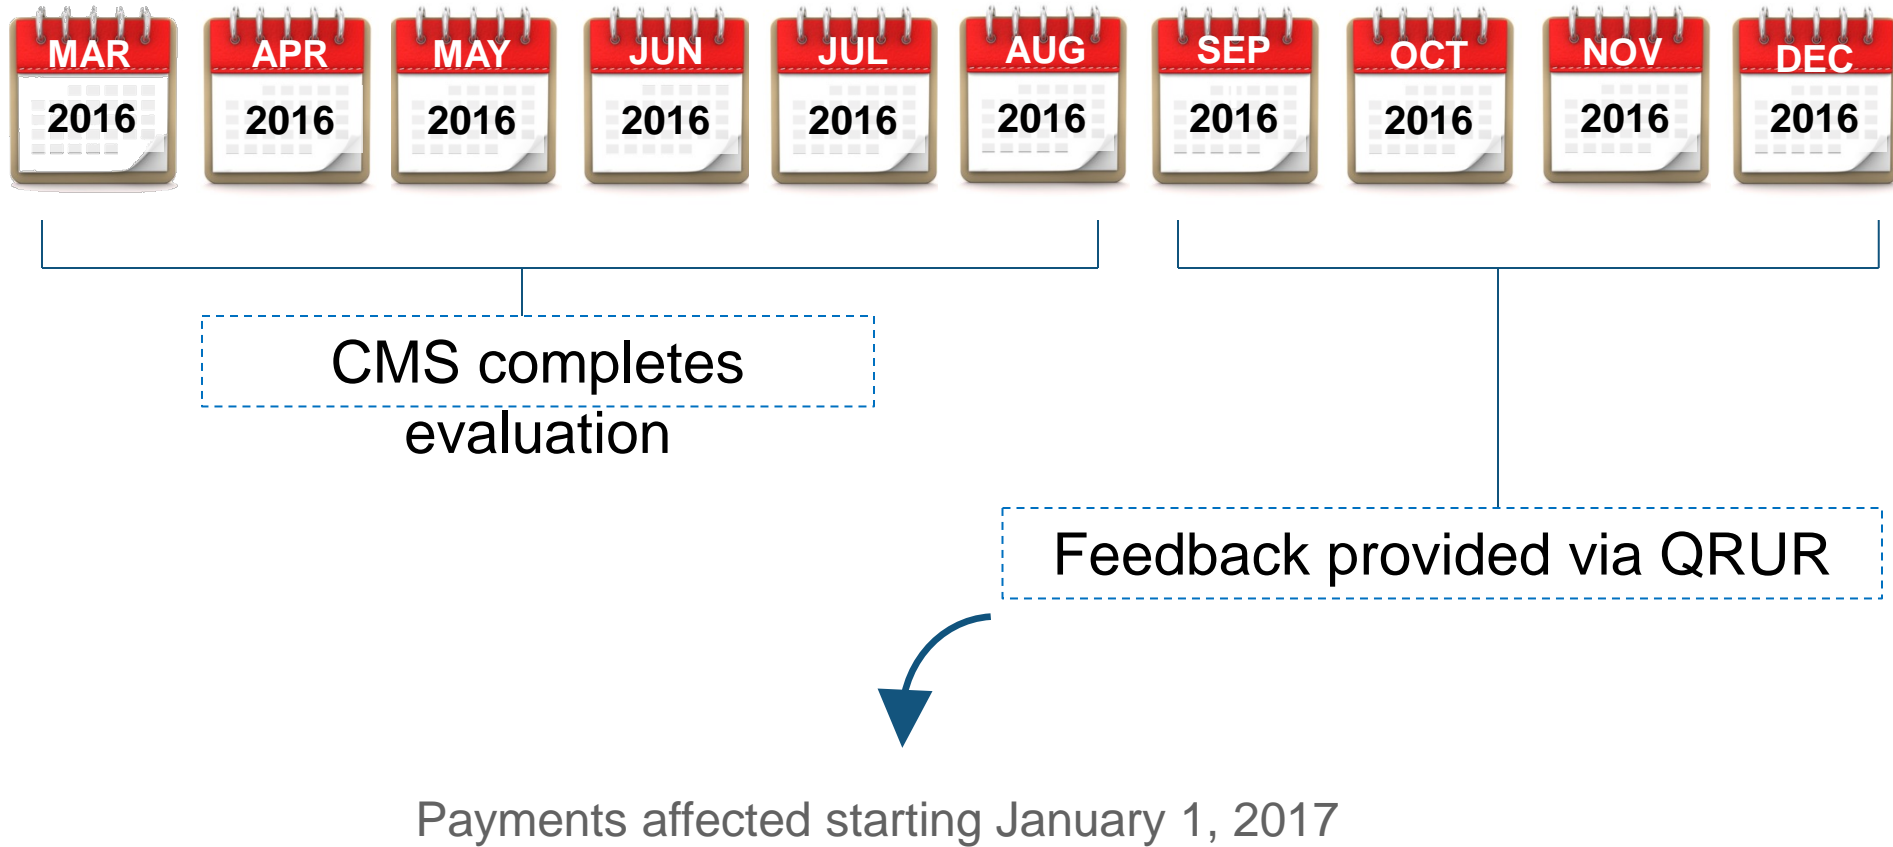 MAR APR MAY JUN JUL AUG SEP OCT NOV DEC
2016 2016 2016 2016 2016 2016 2016 2016 2016 2016
CMS completes
evaluation
Feedback provided via QRUR
Payments affected starting January 1, 2017